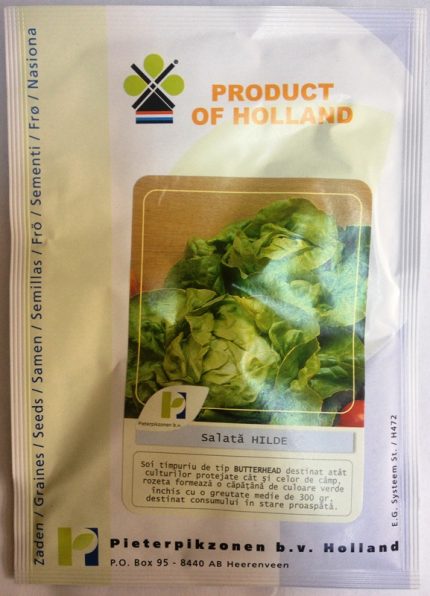 PRODUCT
OF HOLLAND
Zaden / Graines / Seeds / Samen / Semillas / Frö / Sementi / Frø / Nasiona
Pieterpikzonen b.v.
Salată HILDE
Soi timpuriu de tip BUTTERHEAD destinat atât
culturilor protejate cât și celor de câmp,
rozeta formează o căpăţână de culoare verde
închis cu o greutate medie de 300 gr,
destinat consumului în stare proaspătă.
E.G. Systeem St. / H472
Pieterpikzonen b.v. Holland
P.O. Box 95 - 8440 AB Heerenveen